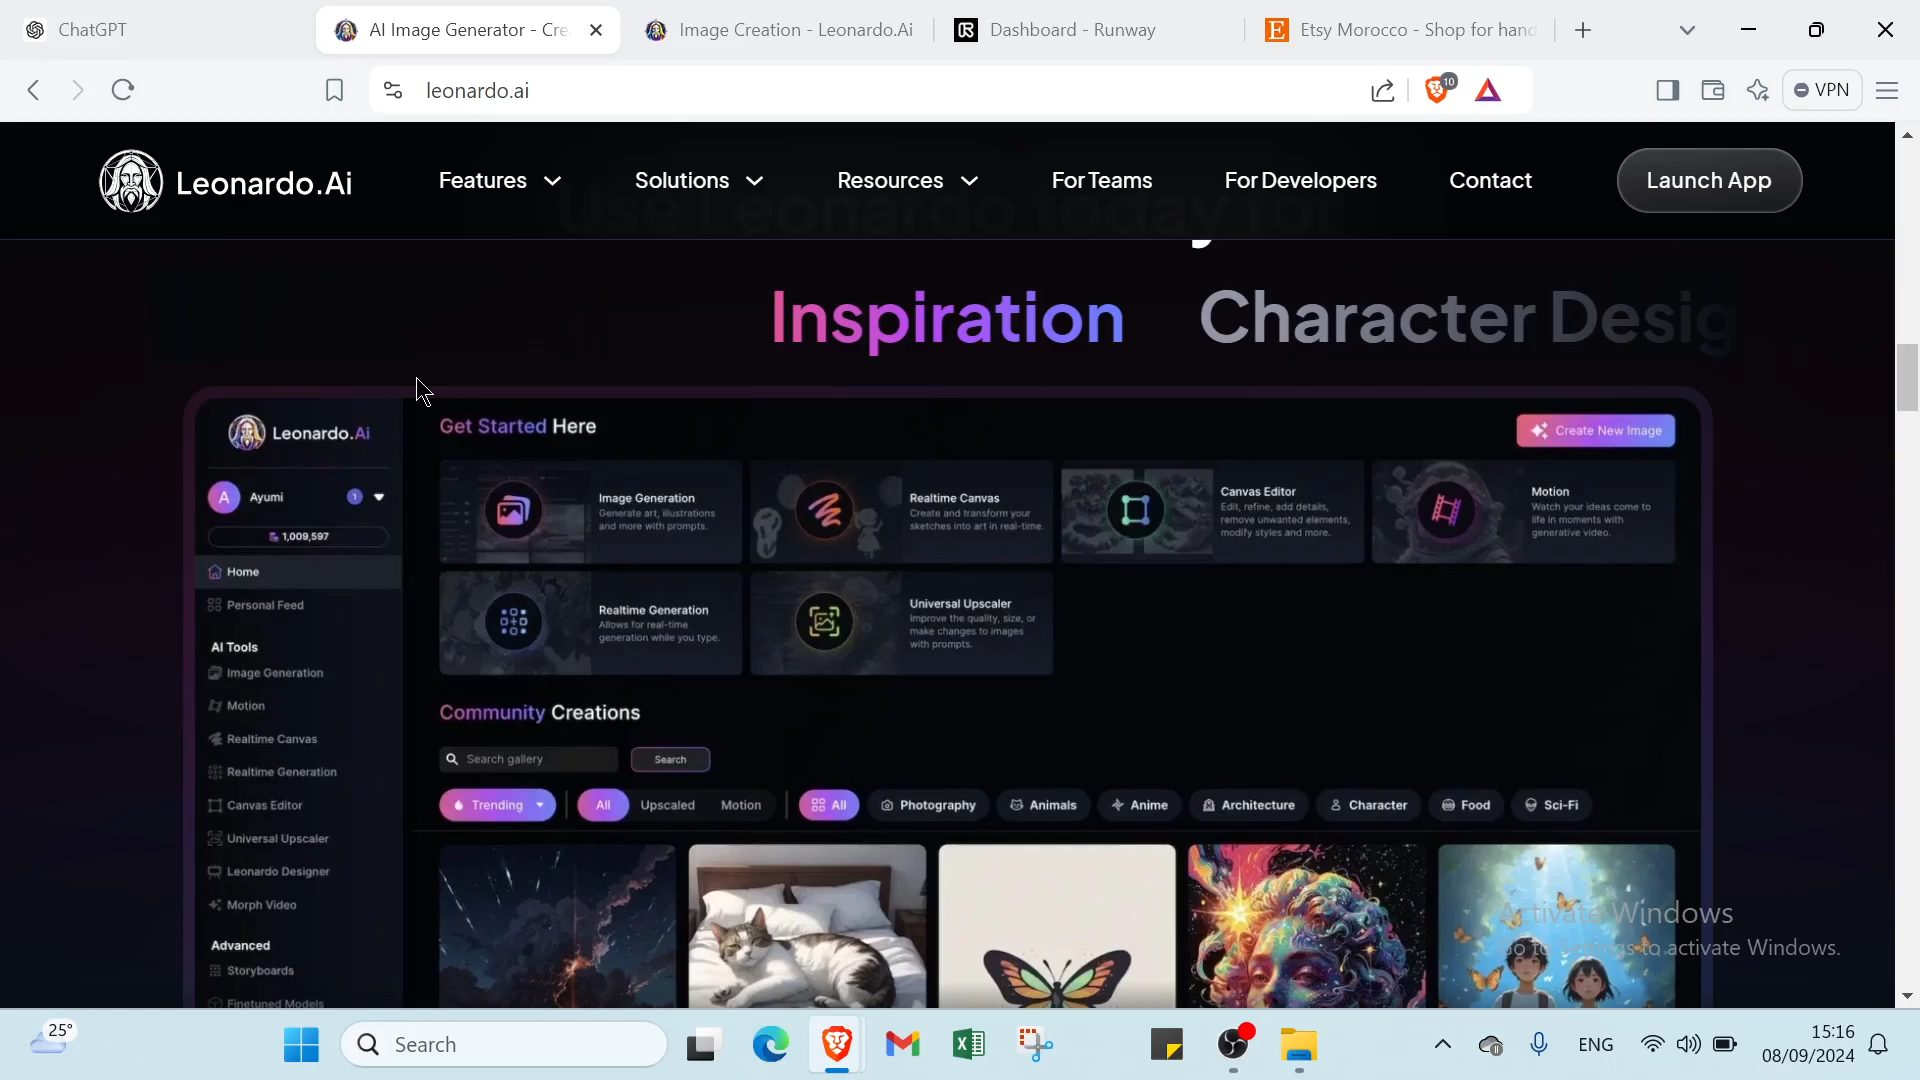 ChatGPT
AI Image Generator - Cre
Image Creation - Leonardo.Ai
Dashboard - Runway
Etsy Morocco - Shop for hand
leonardo.ai
10
VPN
Leonardo.Ai
Features
Solutions
Resources
For Teams
For Developers
Contact
Launch App
Use Leonardo today for
Inspiration
Character Desig
Leonardo.Ai
A
Ayumi
1
1,009,597
Home
Personal Feed
AI Tools
Image Generation
Motion
Realtime Canvas
Realtime Generation
Canvas Editor
Universal Upscaler
Leonardo Designer
Morph Video
Advanced
Storyboards
Finetuned Models
Get Started Here
Create New Image
Image Generation
Generate art, illustrations
and more with prompts.
Realtime Canvas
Create and transform your
sketches into art in real-time.
Canvas Editor
Edit, refine, add details,
remove unwanted elements,
modify styles and more.
Motion
Watch your ideas come to
life in moments with
generative video.
Realtime Generation
Allows for real-time
generation while you type.
Universal Upscaler
Improve the quality, size, or
make changes to images
with prompts.
Community Creations
Search gallery
Search
Trending
All
Upscaled
Motion
All
Photography
Animals
Anime
Architecture
Character
Food
Sci-Fi
Activate Windows
Go to Settings to activate Windows.
25°
Search
ENG
15:16
08/09/2024